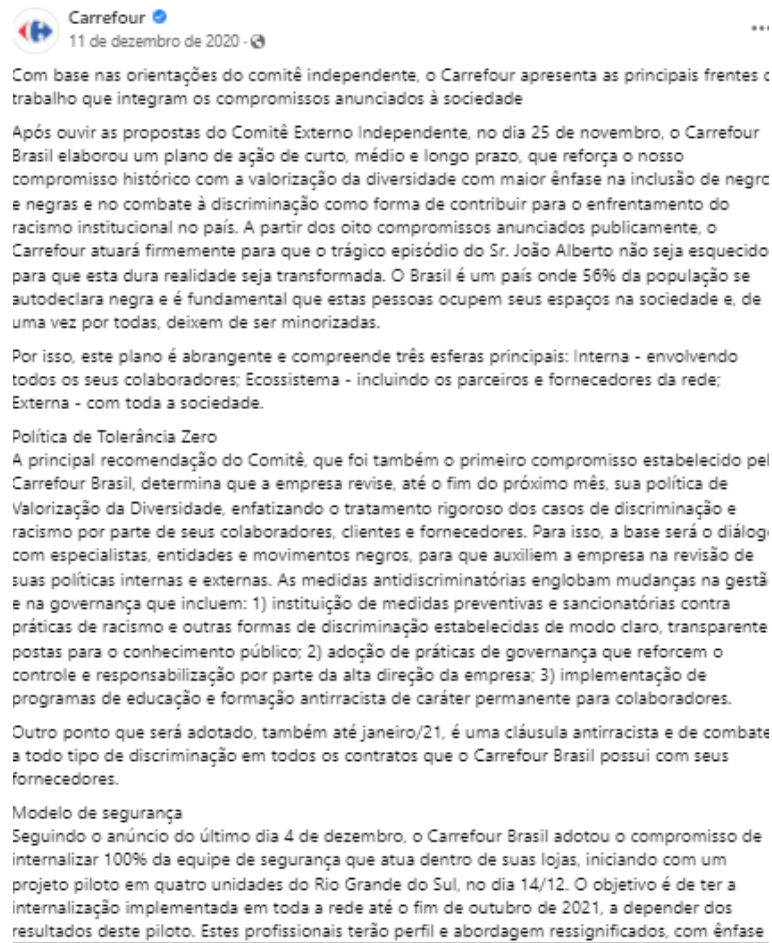 Carrefour
11 de dezembro de 2020 ·
Com base nas orientações do comitê independente, o Carrefour apresenta as principais frentes d
trabalho que integram os compromissos anunciados à sociedade
Após ouvir as propostas do Comitê Externo Independente, no dia 25 de novembro, o Carrefour
Brasil elaborou um plano de ação de curto, médio e longo prazo, que reforça o nosso
compromisso histórico com a valorização da diversidade com maior ênfase na inclusão de negro
e negras e no combate à discriminação como forma de contribuir para o enfrentamento do
racismo institucional no país. A partir dos oito compromissos anunciados publicamente, o
Carrefour atuará firmemente para que o trágico episódio do Sr. João Alberto não seja esquecido
para que esta dura realidade seja transformada. O Brasil é um país onde 56% da população se
autodeclara negra e é fundamental que estas pessoas ocupem seus espaços na sociedade e, de
uma vez por todas, deixem de ser minorizadas.
Por isso, este plano é abrangente e compreende três esferas principais: Interna - envolvendo
todos os seus colaboradores; Ecossistema - incluindo os parceiros e fornecedores da rede;
Externa - com toda a sociedade.
Política de Tolerância Zero
A principal recomendação do Comitê, que foi também o primeiro compromisso estabelecido pel
Carrefour Brasil, determina que a empresa revise, até o fim do próximo mês, sua política de
Valorização da Diversidade, enfatizando o tratamento rigoroso dos casos de discriminação e
racismo por parte de seus colaboradores, clientes e fornecedores. Para isso, a base será o diálog
com especialistas, entidades e movimentos negros, para que auxiliem a empresa na revisão de
suas políticas internas e externas. As medidas antidiscriminatórias englobam mudanças na gestã
e na governança que incluem: 1) instituição de medidas preventivas e sancionatórias contra
práticas de racismo e outras formas de discriminação estabelecidas de modo claro, transparente
postas para o conhecimento público; 2) adoção de práticas de governança que reforcem o
controle e responsabilização por parte da alta direção da empresa; 3) implementação de
programas de educação e formação antirracista de caráter permanente para colaboradores.
Outro ponto que será adotado, também até janeiro/21, é uma cláusula antirracista e de combate
a todo tipo de discriminação em todos os contratos que o Carrefour Brasil possui com seus
fornecedores.
Modelo de segurança
Seguindo o anúncio do último dia 4 de dezembro, o Carrefour Brasil adotou o compromisso de
internalizar 100% da equipe de segurança que atua dentro de suas lojas, iniciando com um
projeto piloto em quatro unidades do Rio Grande do Sul, no dia 14/12. O objetivo é de ter a
internalização implementada em toda a rede até o fim de outubro de 2021, a depender dos
resultados deste piloto. Estes profissionais terão perfil e abordagem ressignificados, com ênfase